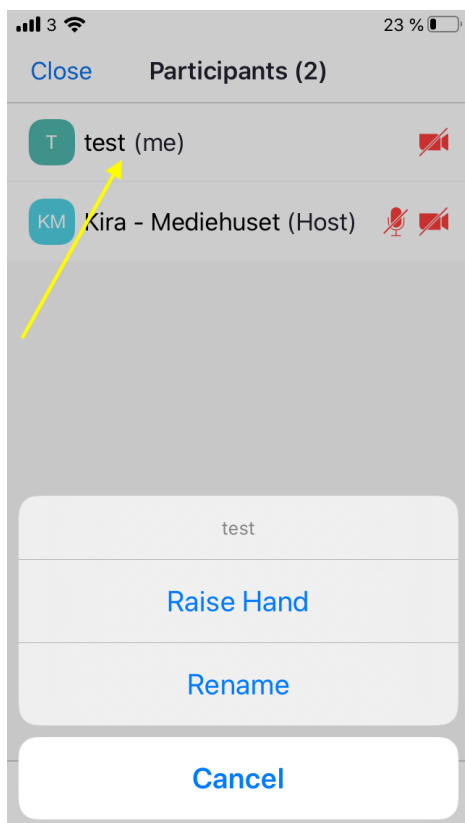 3 23 %
Close Participants (2)
T test (me)
KM Kira - Mediehuset (Host)
test
Raise Hand
Rename
Cancel